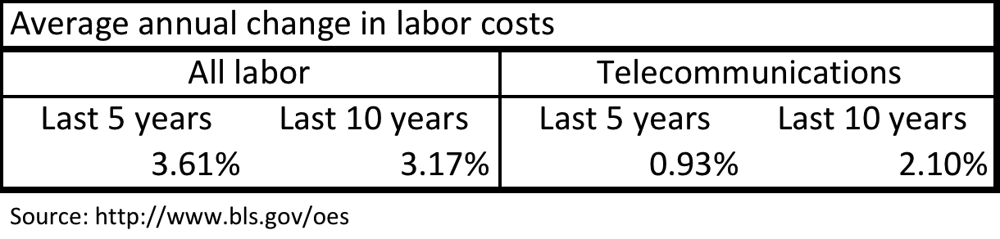 Average annual change in labor costs
All labor Telecommunications
Last 5 years Last 10 years Last 5 years Last 10 years
3.61% 3.17% 0.93% 2.10%
Source: http://www.bls.gov/oes